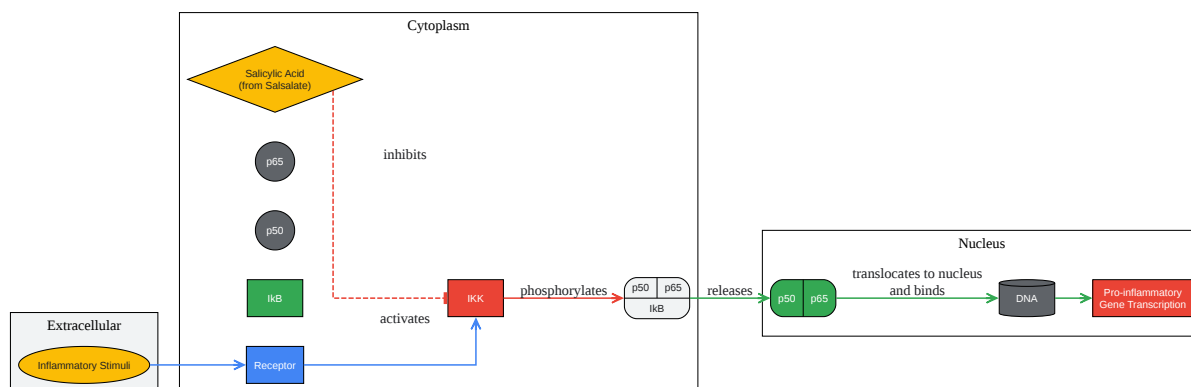 Cytoplasm
Salicylic Acid
(from Salsalate)
p65
inhibits
p50
Nucleus
IkB
IKK
phosphorylates
p50
p65
IkB
releases
p50
p65
translocates to nucleus
and binds
DNA
Pro-inflammatory
Gene Transcription
activates
Extracellular
Inflammatory Stimuli
Receptor